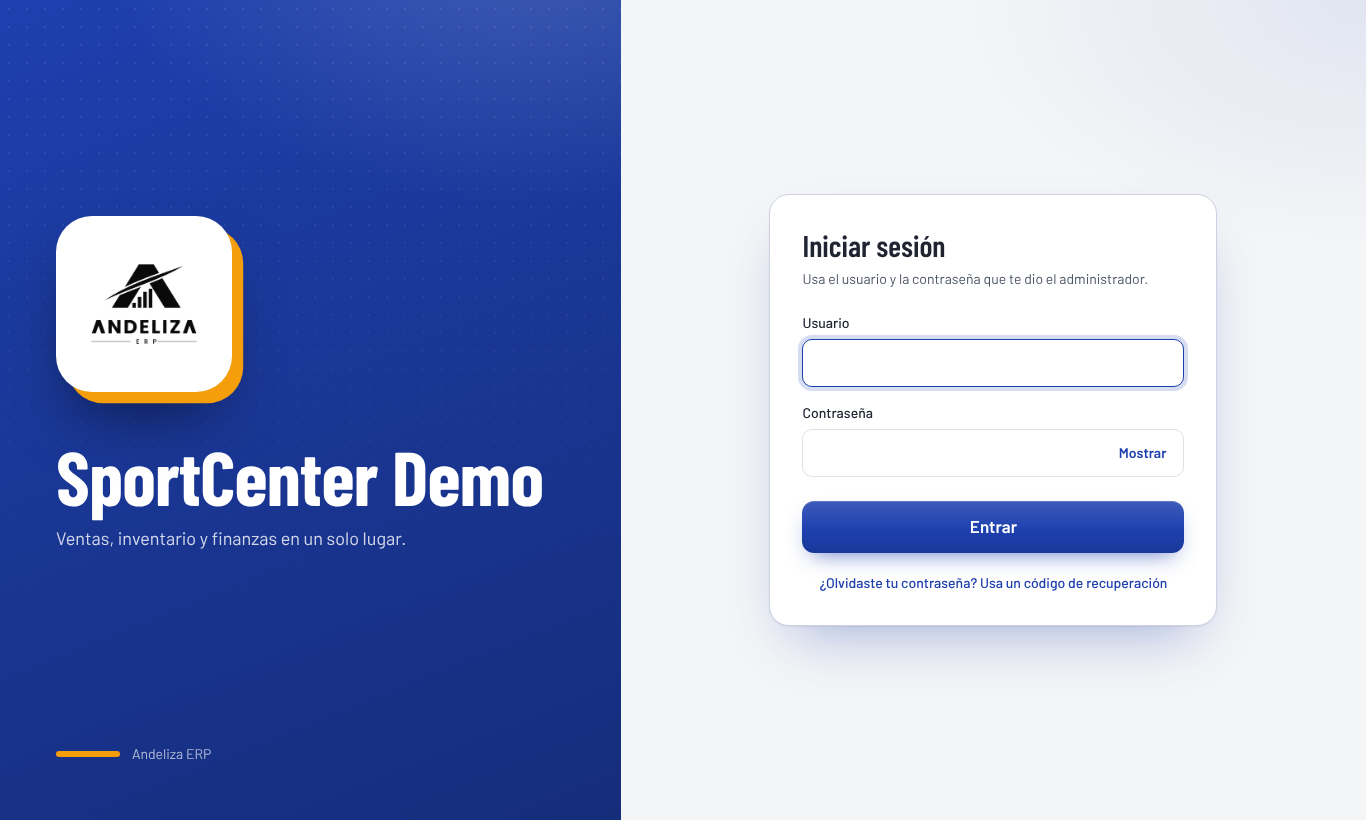 ANDELIZA
ERP
SportCenter Demo
Ventas, inventario y finanzas en un solo lugar.
Andeliza ERP
Iniciar sesión
Usa el usuario y la contraseña que te dio el administrador.
Usuario
Contraseña
Mostrar
Entrar
¿Olvidaste tu contraseña? Usa un código de recuperación